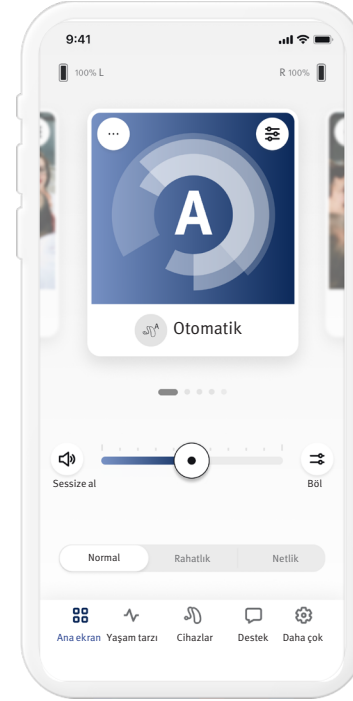 9:41
100% L
R 100%
A
A
Otomatik
Sessize al
Böl
Normal
Rahatlık
Netlik
Ana ekran
Yaşam tarzı
Cihazlar
Destek
Daha çok